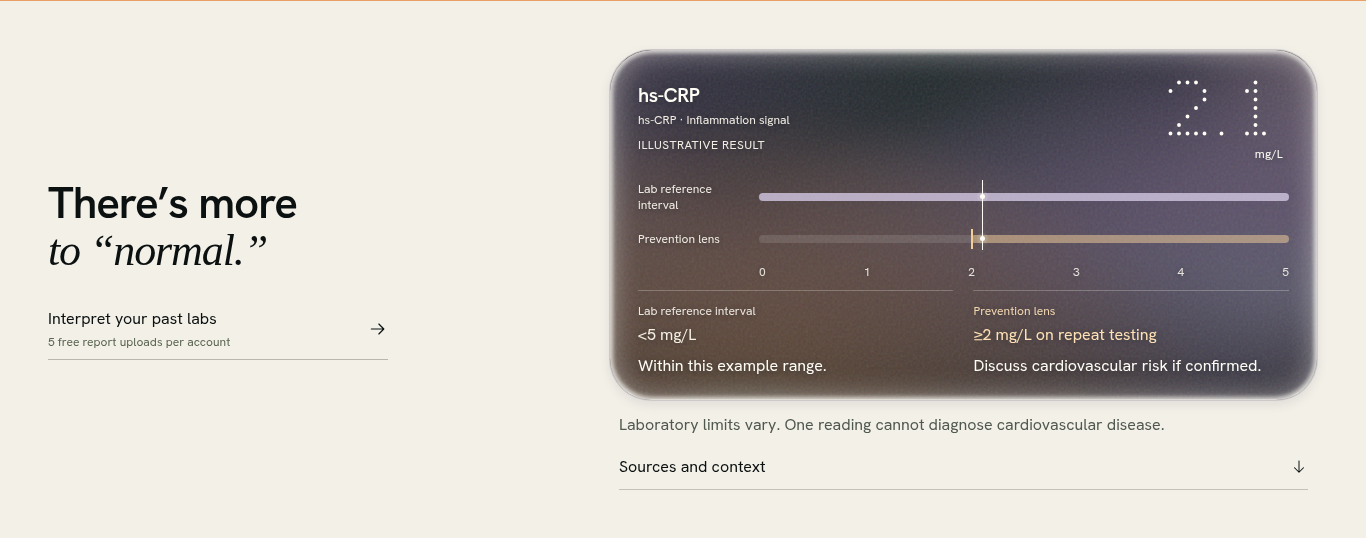 There’s more
to “normal.”
Interpret your past labs
5 free report uploads per account
hs-CRP
hs-CRP · Inflammation signal
ILLUSTRATIVE RESULT
2.1
mg/L
Lab reference
interval
Prevention lens
0 1 2 3 4 5
Lab reference interval
<5 mg/L
Within this example range.
Prevention lens
≥2 mg/L on repeat testing
Discuss cardiovascular risk if confirmed.
Laboratory limits vary. One reading cannot diagnose cardiovascular disease.
Sources and context